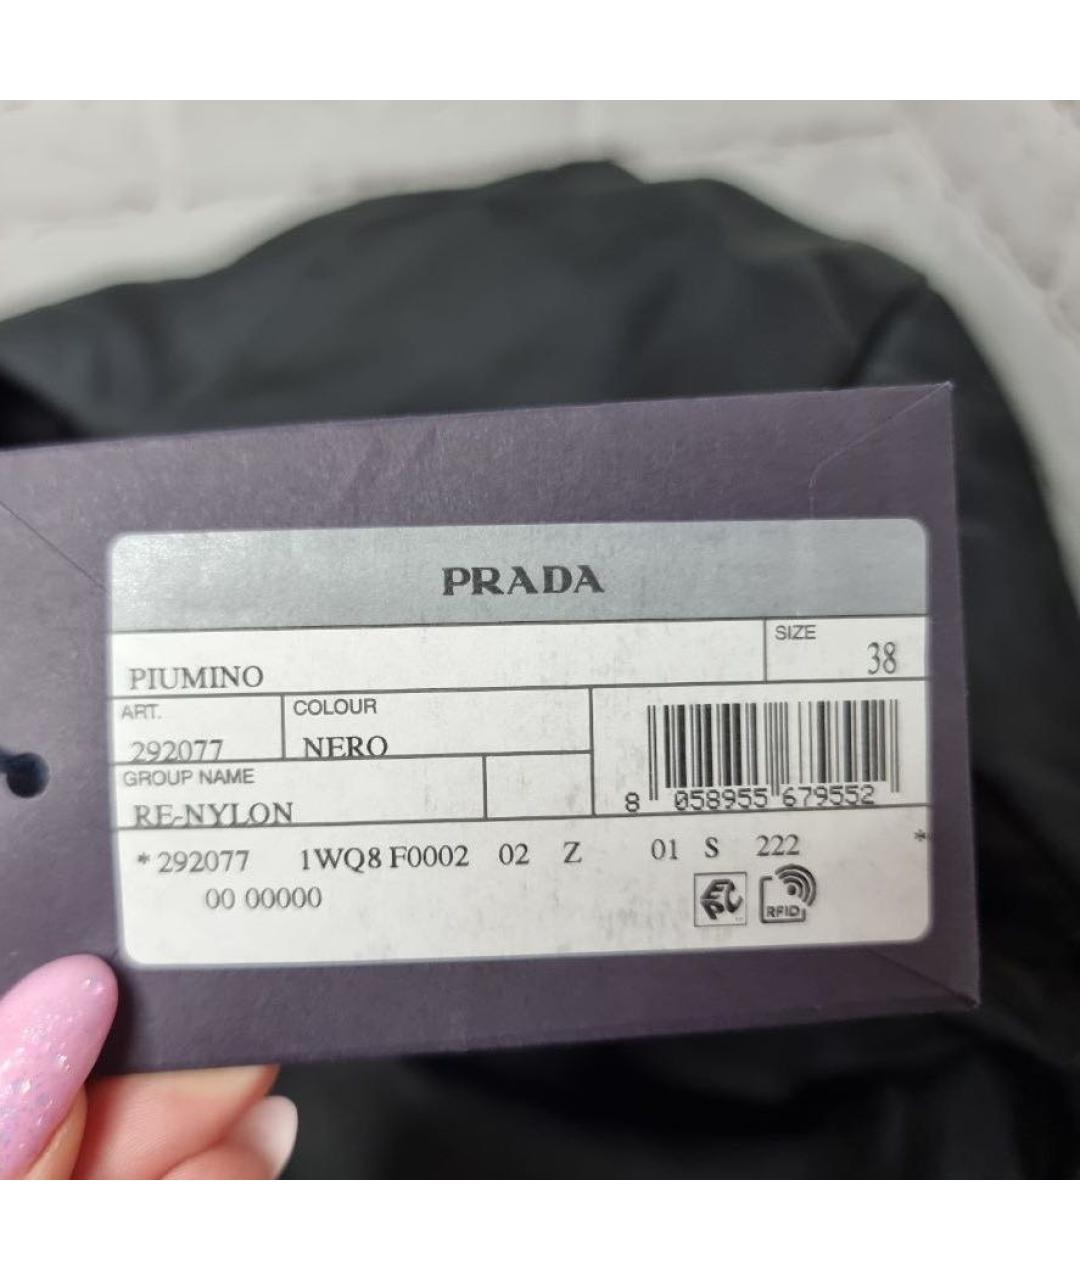 PRADA
PIUMINO
SIZE
38
ART.
292077
COLOUR
NERO
GROUP NAME
RE-NYLON
8 058955 679552
* 292077 1WQ8 F0002 02 Z 01 S 222 *
00 00000
EPC
RFID